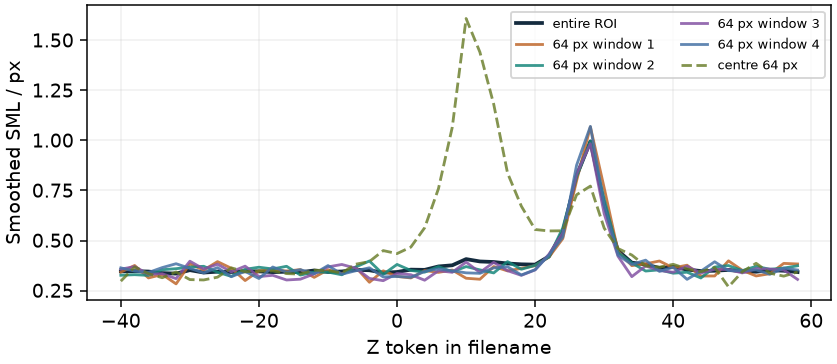 1.50
1.25
1.00
0.75
0.50
0.25
Smoothed SML / px
entire ROI
64 px window 1
64 px window 2
64 px window 3
64 px window 4
centre 64 px
−40
−20
0
20
40
60
Z token in filename